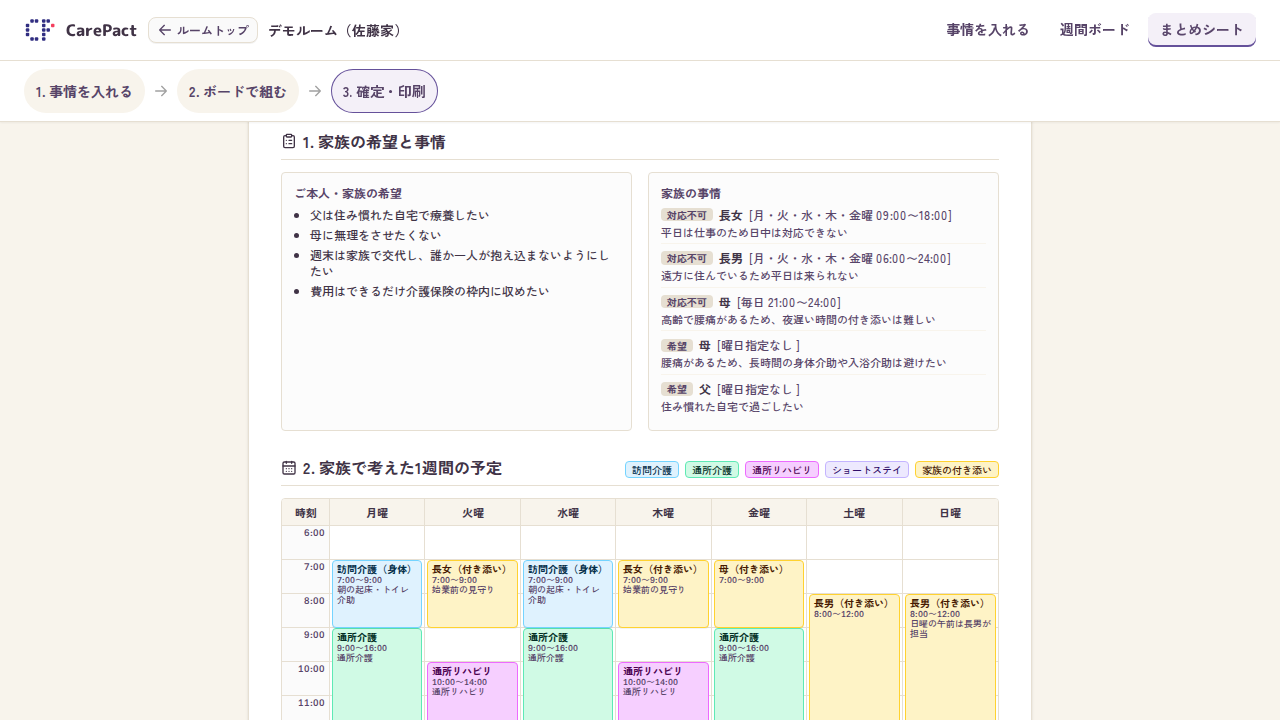 CarePact
← ルームトップ
デモルーム（佐藤家）
事情を入れる
週間ボード
まとめシート
1. 事情を入れる
→
2. ボードで組む
→
3. 確定・印刷
1. 家族の希望と事情
ご本人・家族の希望
父は住み慣れた自宅で療養したい
母に無理をさせたくない
週末は家族で交代し、誰か一人が抱え込まないようにし
たい
費用はできるだけ介護保険の枠内に収めたい
家族の事情
対応不可 長女 [月・火・水・木・金曜 09:00〜18:00]
平日は仕事のため日中は対応できない
対応不可 長男 [月・火・水・木・金曜 06:00〜24:00]
遠方に住んでいるため平日は来られない
対応不可 母 [毎日 21:00〜24:00]
高齢で腰痛があるため、夜遅い時間の付き添いは難しい
希望 母 [曜日指定なし ]
腰痛があるため、長時間の身体介助や入浴介助は避けたい
希望 父 [曜日指定なし ]
住み慣れた自宅で過ごしたい
2. 家族で考えた1週間の予定
訪問介護
通所介護
通所リハビリ
ショートステイ
家族の付き添い
時刻 月曜 火曜 水曜 木曜 金曜 土曜 日曜
6:00
7:00
8:00
9:00
10:00
11:00
訪問介護（身体）
7:00〜9:00
朝の起床・トイレ
介助
通所介護
9:00〜16:00
通所介護
長女（付き添い）
7:00〜9:00
始業前の見守り
通所リハビリ
10:00〜14:00
通所リハビリ
訪問介護（身体）
7:00〜9:00
朝の起床・トイレ
介助
通所介護
9:00〜16:00
通所介護
長女（付き添い）
7:00〜9:00
始業前の見守り
通所リハビリ
10:00〜14:00
通所リハビリ
母（付き添い）
7:00〜9:00
通所介護
9:00〜16:00
通所介護
長男（付き添い）
8:00〜12:00
長男（付き添い）
8:00〜12:00
日曜の午前は長男が
担当